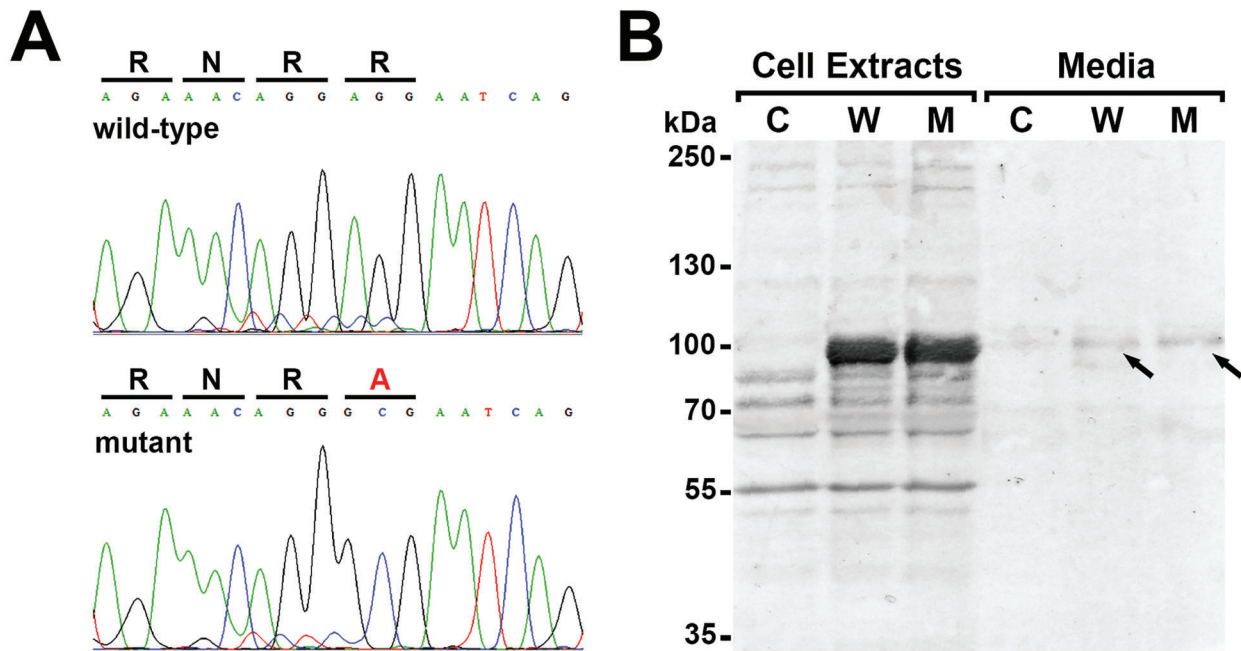 A
R N R R
A G A A A C A G G A G G A A T C A G
wild-type
R N R A
A G A A A C A G G G C G A A T C A G
mutant
B
Cell Extracts Media
kDa C W M C W M
250
130
100
70
55
35